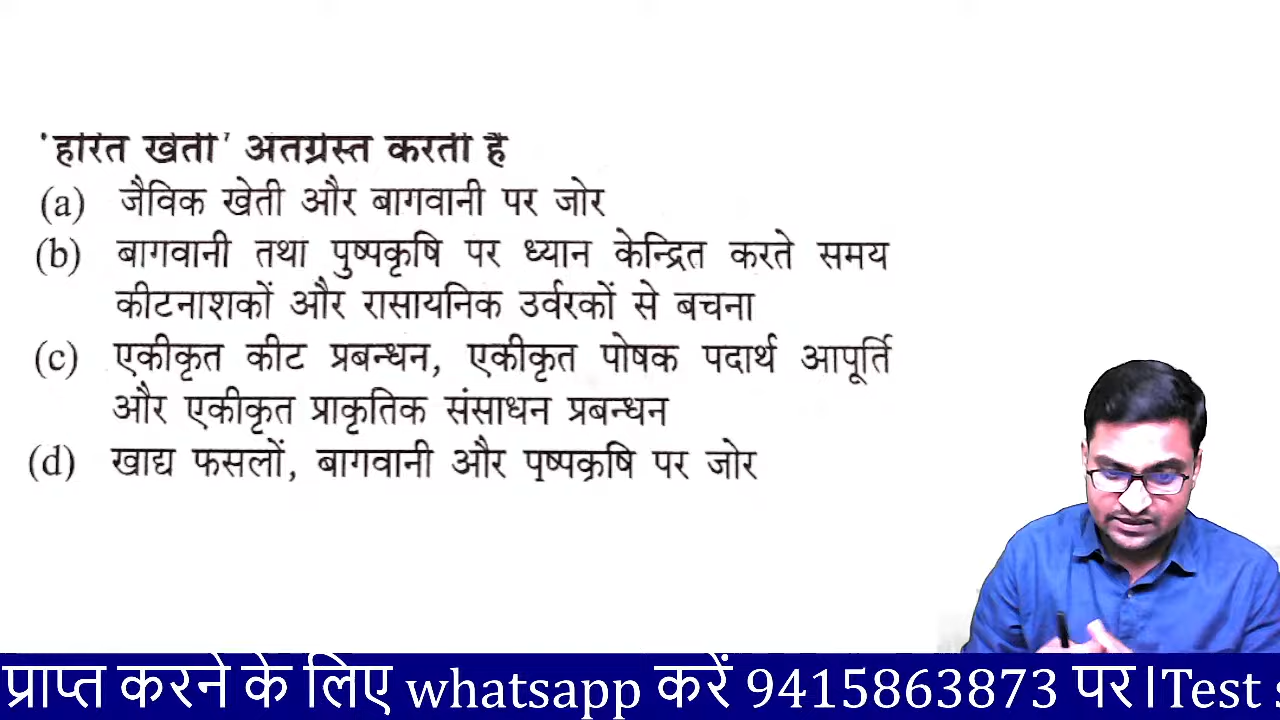 'हरित खेती' अंतर्ग्रस्त करती है
(a) जैविक खेती और बागवानी पर जोर
(b) बागवानी तथा पुष्पकृषि पर ध्यान केन्द्रित करते समय
कीटनाशकों और रासायनिक उर्वरकों से बचना
(c) एकीकृत कीट प्रबन्धन, एकीकृत पोषक पदार्थ आपूर्ति
और एकीकृत प्राकृतिक संसाधन प्रबन्धन
(d) खाद्य फसलों, बागवानी और पुष्पकृषि पर जोर
प्राप्त करने के लिए whatsapp करें 9415863873 पर।Test